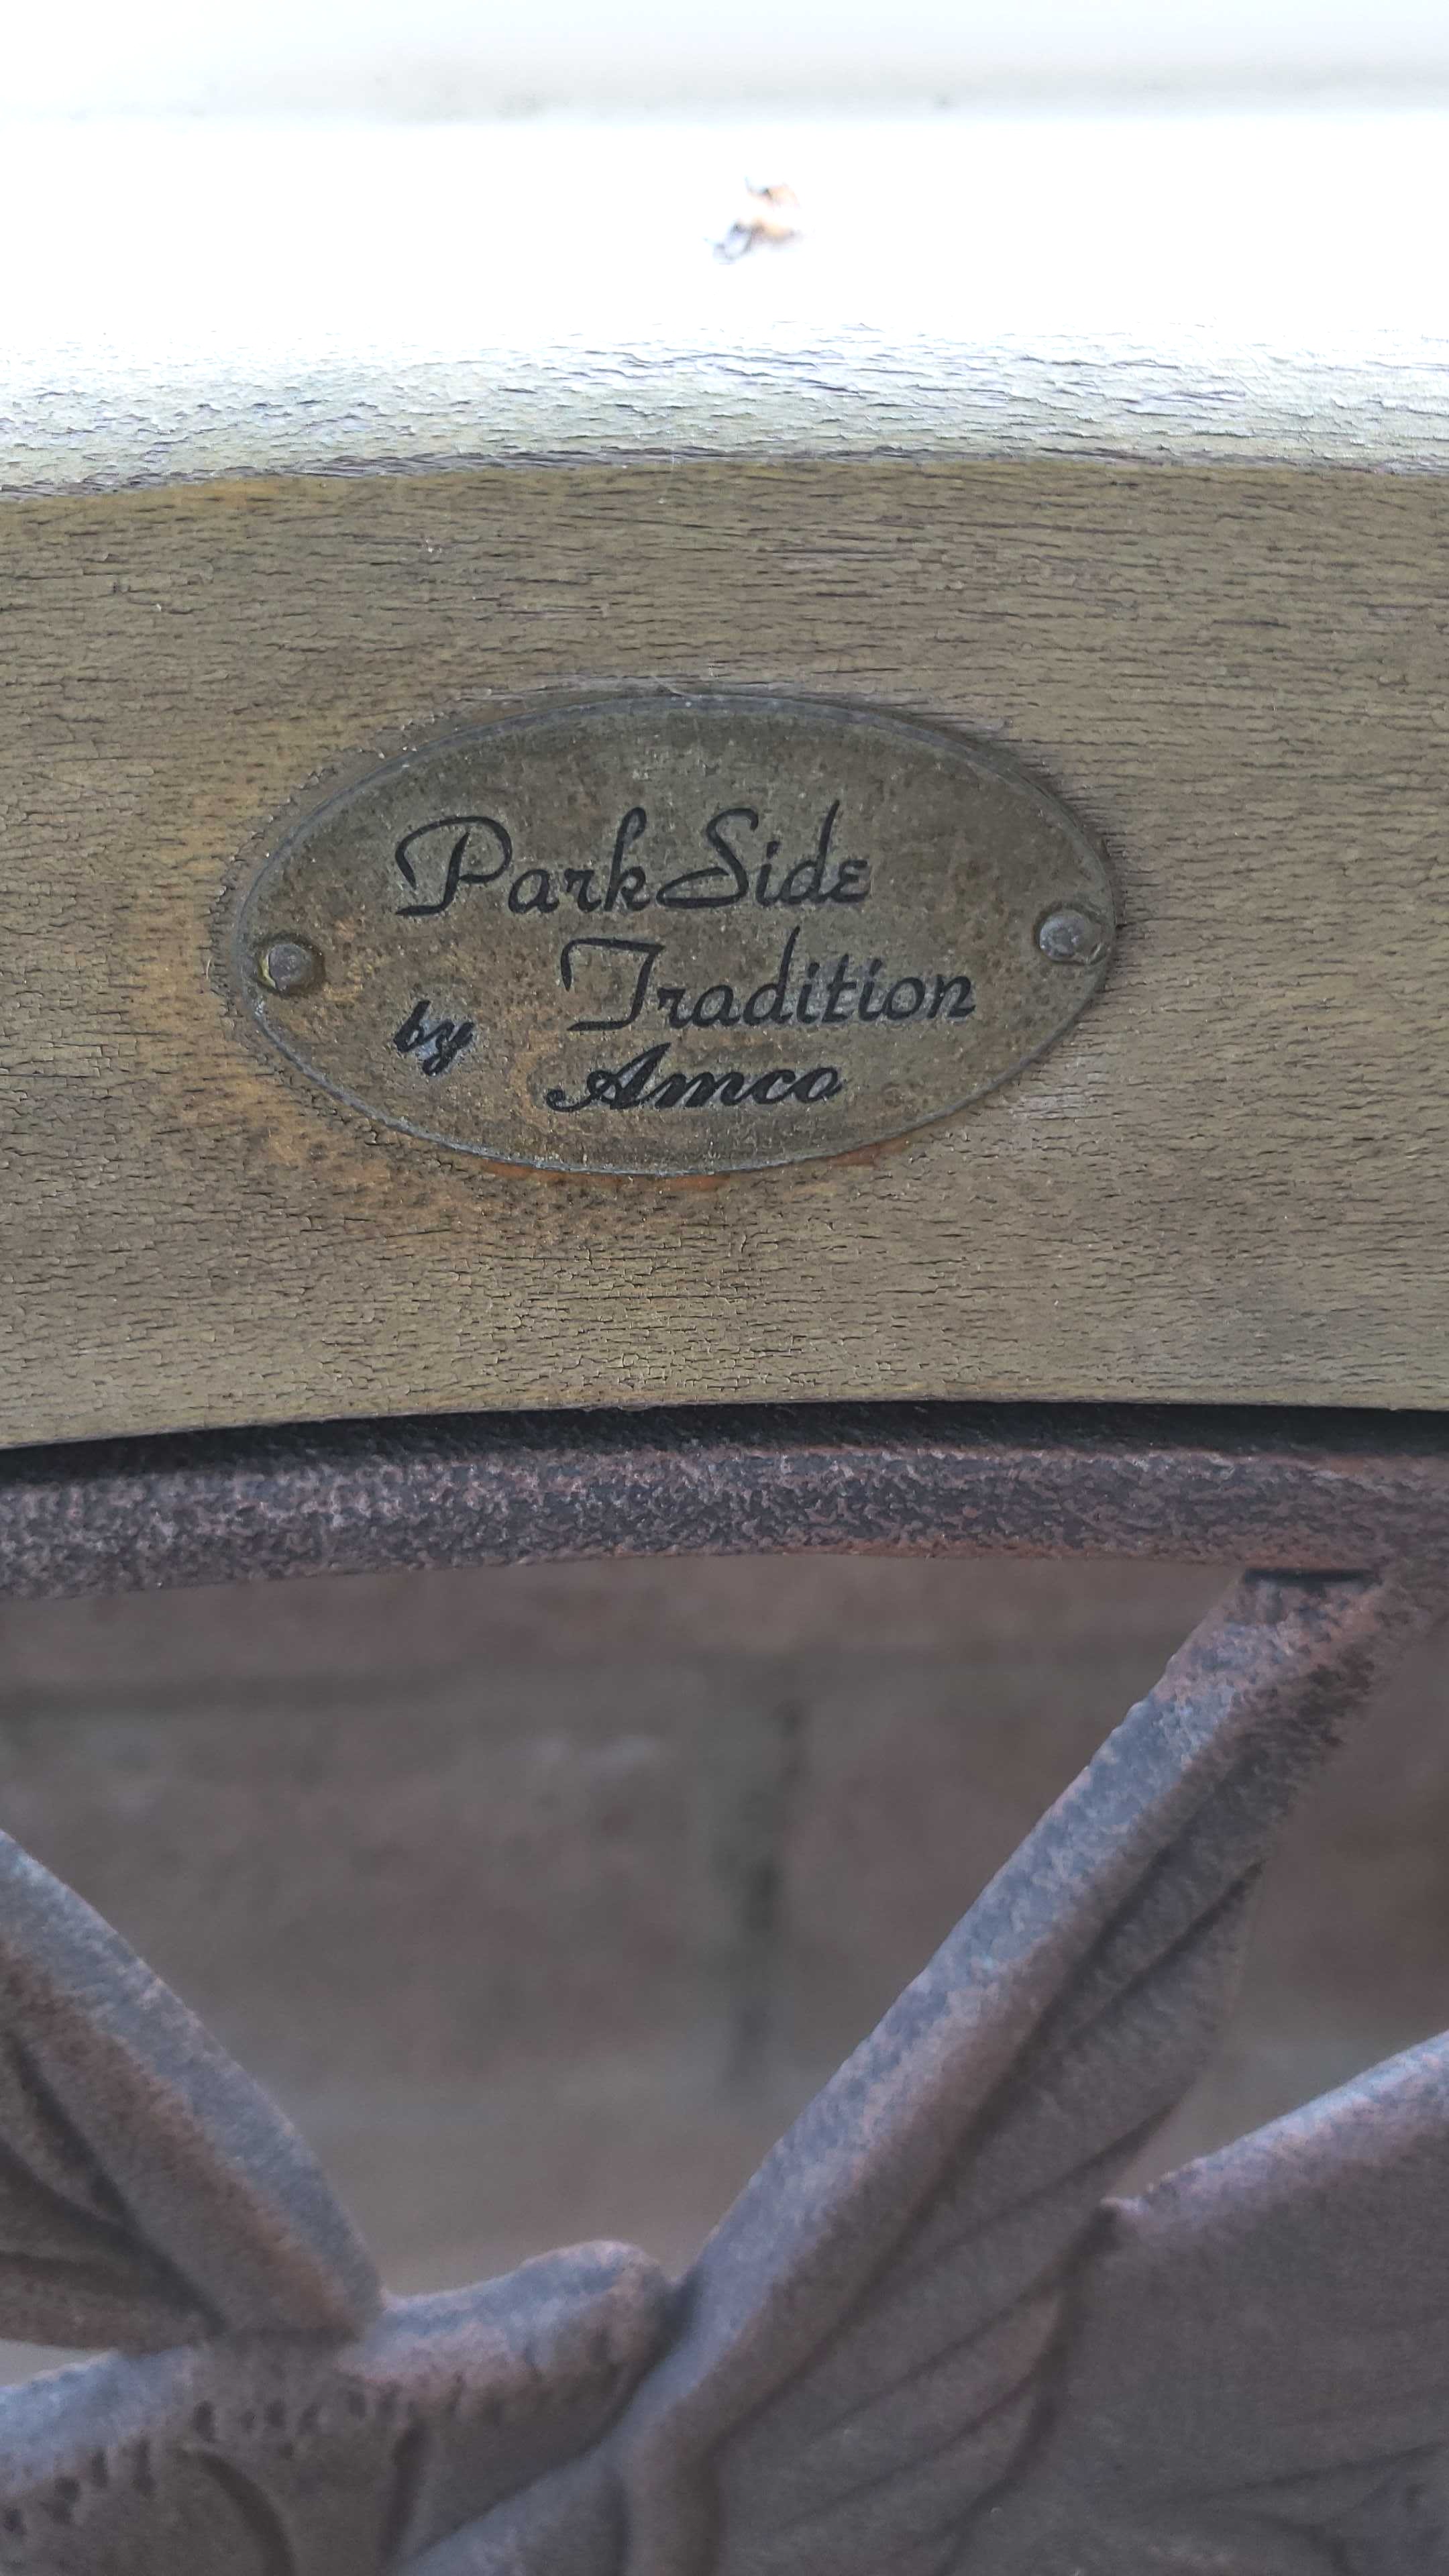 ParkSide
Tradition
by Amco